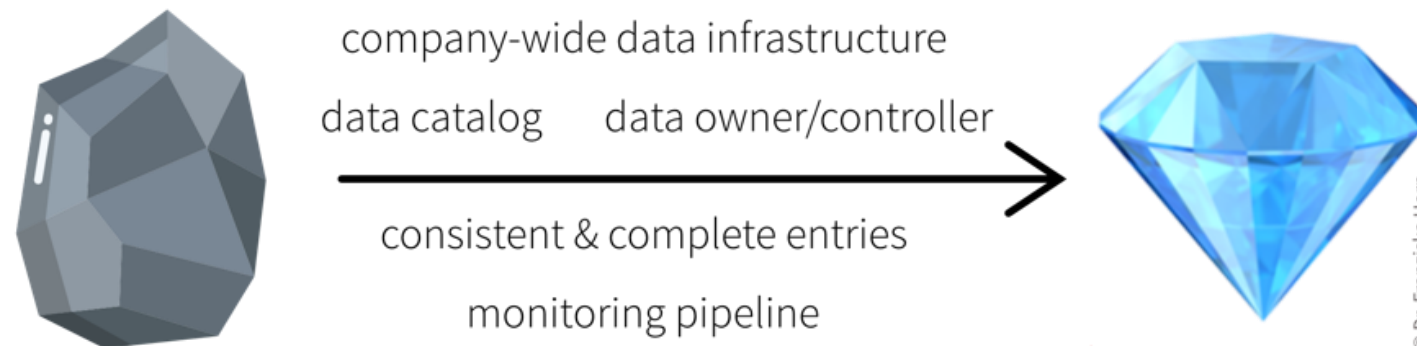 company-wide data infrastructure
data catalog data owner/controller
consistent & complete entries
monitoring pipeline